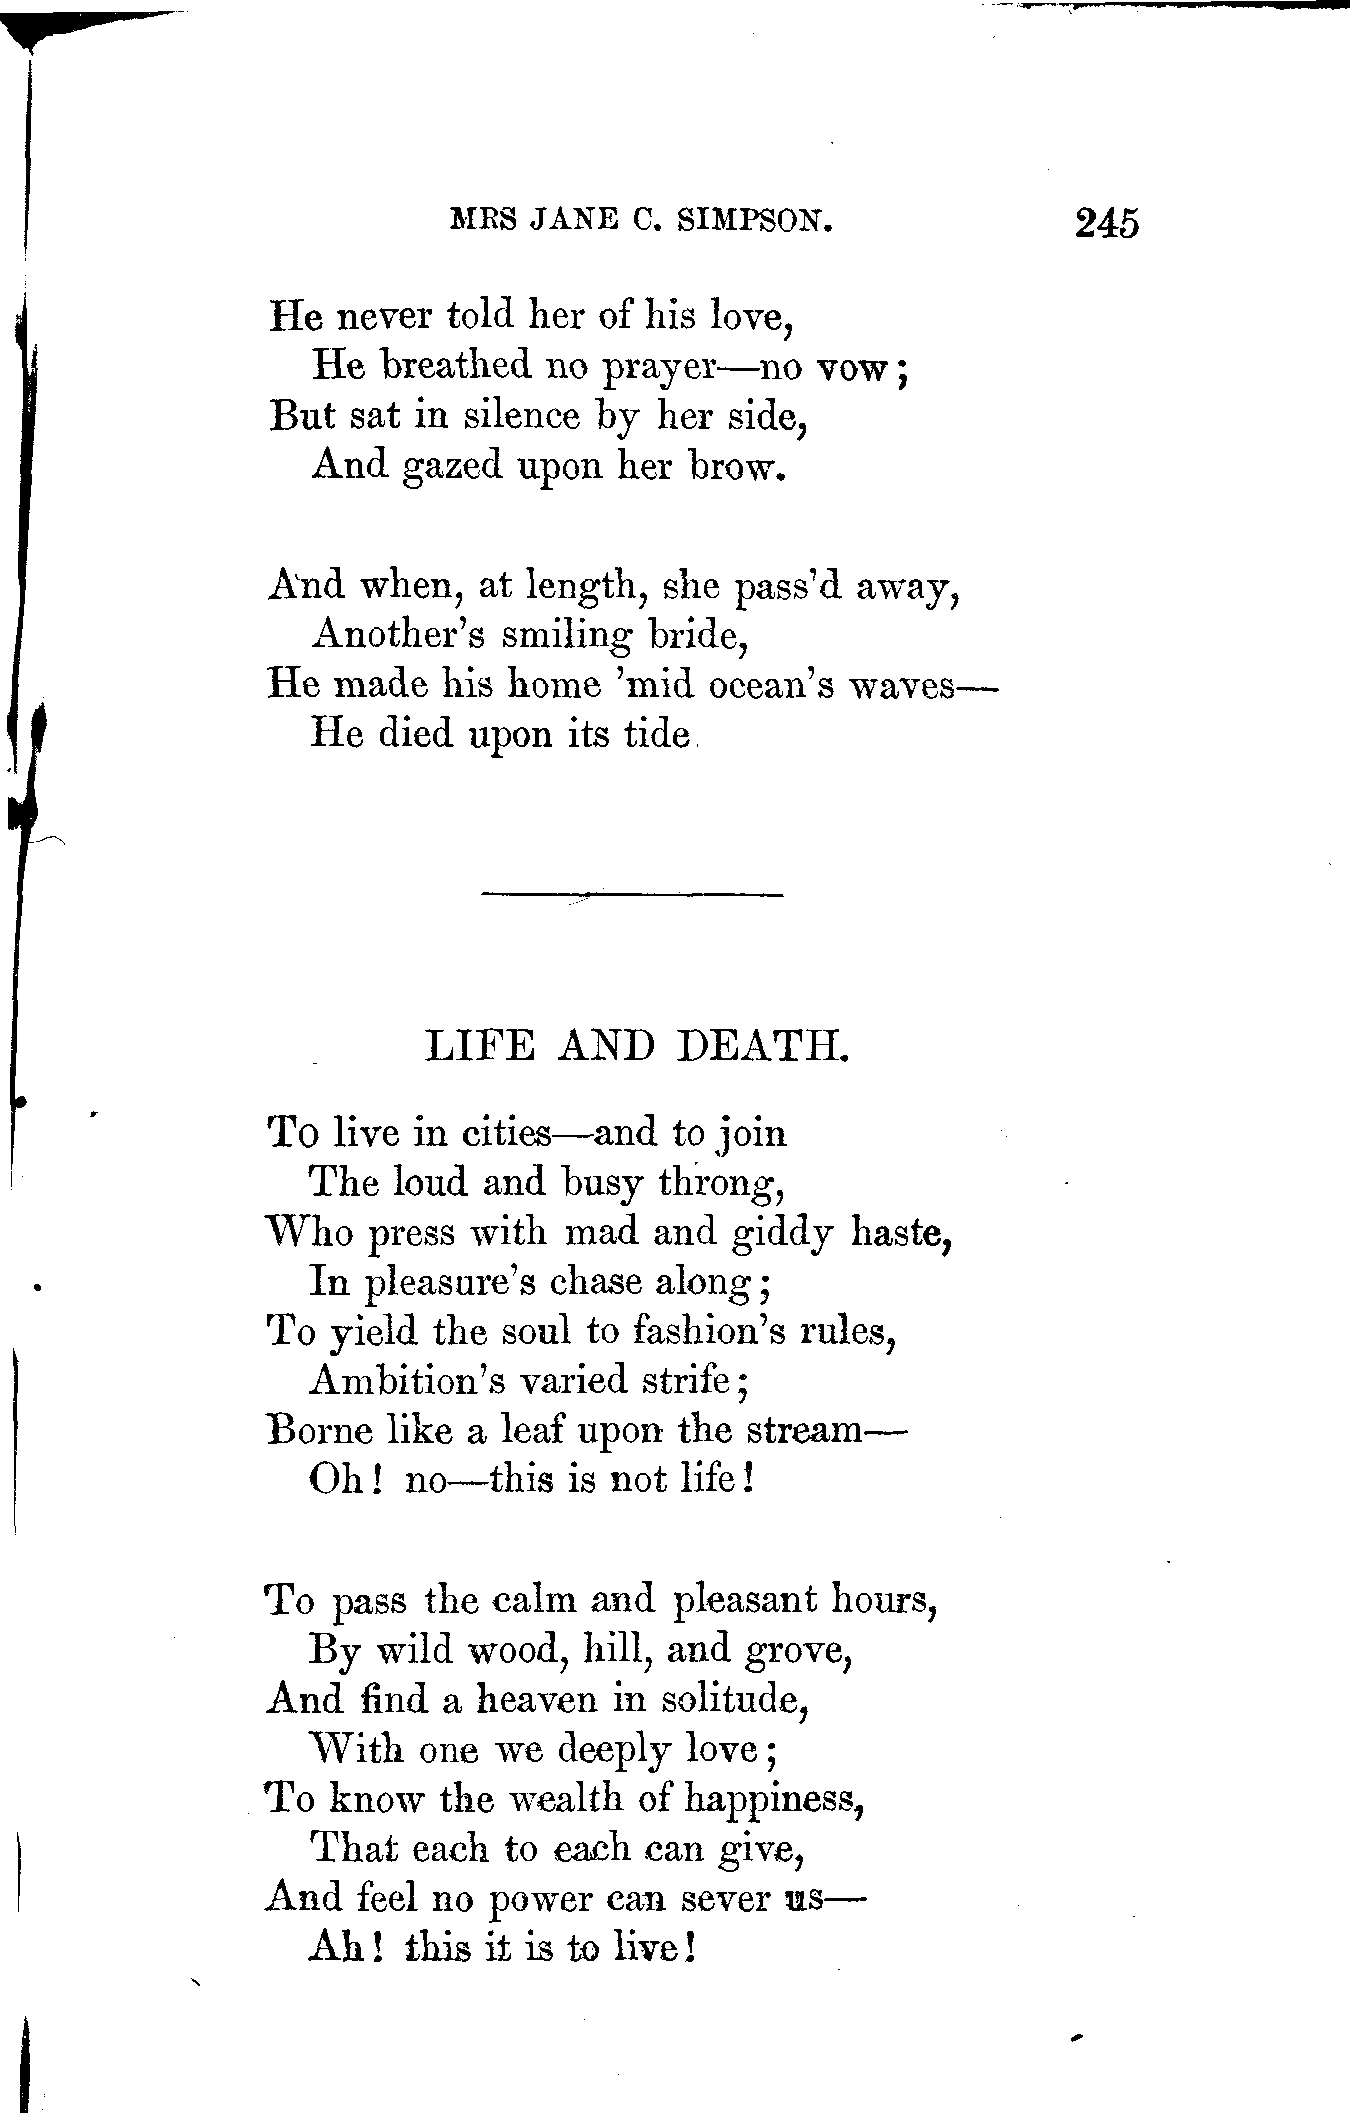 MRS JANE C. SIMPSON. 245
He never told her of his love,
He breathed no prayer—no vow;
But sat in silence by her side,
And gazed upon her brow.
And when, at length, she pass'd away,
Another's smiling bride,
He made his home 'mid ocean's waves—
He died upon its tide.
LIFE AND DEATH.
To live in cities—and to join
The loud and busy throng,
Who press with mad and giddy haste,
In pleasure's chase along;
To yield the soul to fashion's rules,
Ambition's varied strife;
Borne like a leaf upon the stream—
Oh! no—this is not life!
To pass the calm and pleasant hours,
By wild wood, hill, and grove,
And find a heaven in solitude,
With one we deeply love;
To know the wealth of happiness,
That each to each can give,
And feel no power can sever us—
Ah! this it is to live!